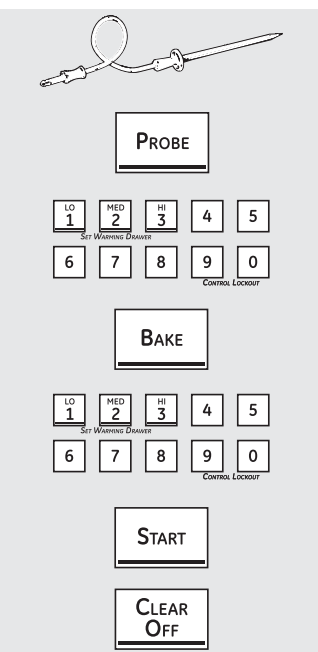 PROBE
LO MED HI
1 2 3 4 5
SET WARMING DRAWER
6 7 8 9 0
CONTROL LOCKOUT
BAKE
LO MED HI
1 2 3 4 5
SET WARMING DRAWER
6 7 8 9 0
CONTROL LOCKOUT
START
CLEAR
OFF